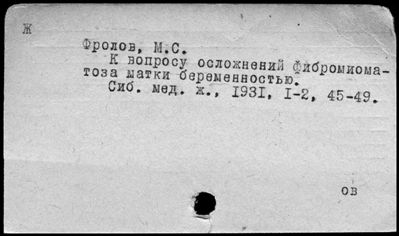 Ж
Фролов, М.С.
К вопросу осложнений фибромиома-
тоза матки беременностью.
Сиб. мед. ж., 1931, 1-2, 45-49.
ов